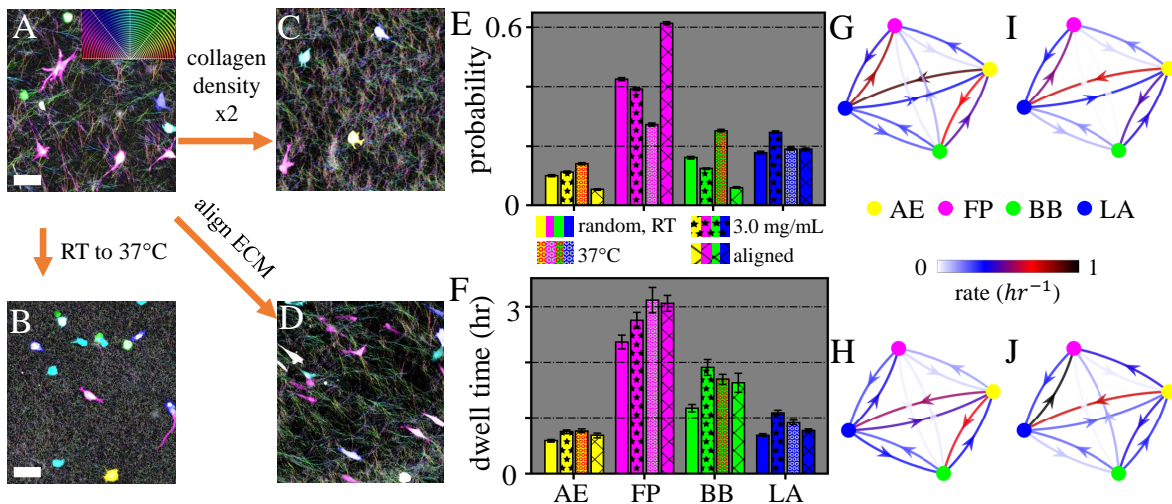 A
collagen
density
x2
C
RT to 37°C
align ECM
B
D
E
probability
0.6
0
random, RT
3.0 mg/mL
37°C
aligned
F
dwell time (hr)
3
0
AE
FP
BB
LA
G
I
AE
FP
BB
LA
0
1
rate (hr⁻¹)
H
J